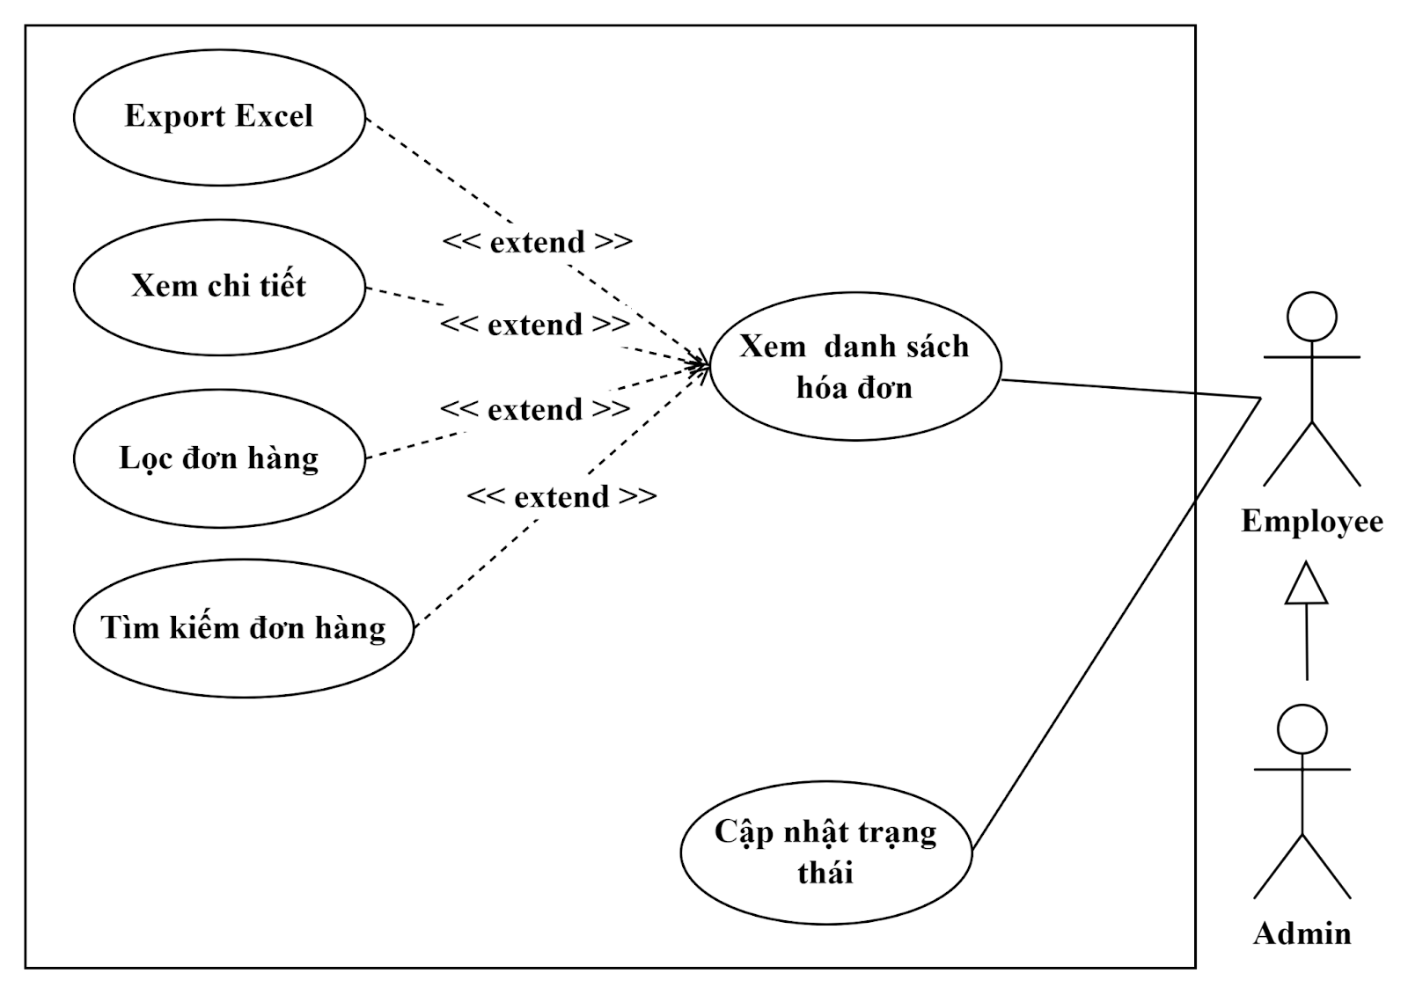 Export Excel
<< extend >>
Xem chi tiết
<< extend >>
Xem danh sách
hóa đơn
<< extend >>
Lọc đơn hàng
<< extend >>
Employee
Tìm kiếm đơn hàng
Cập nhật trạng
thái
Admin